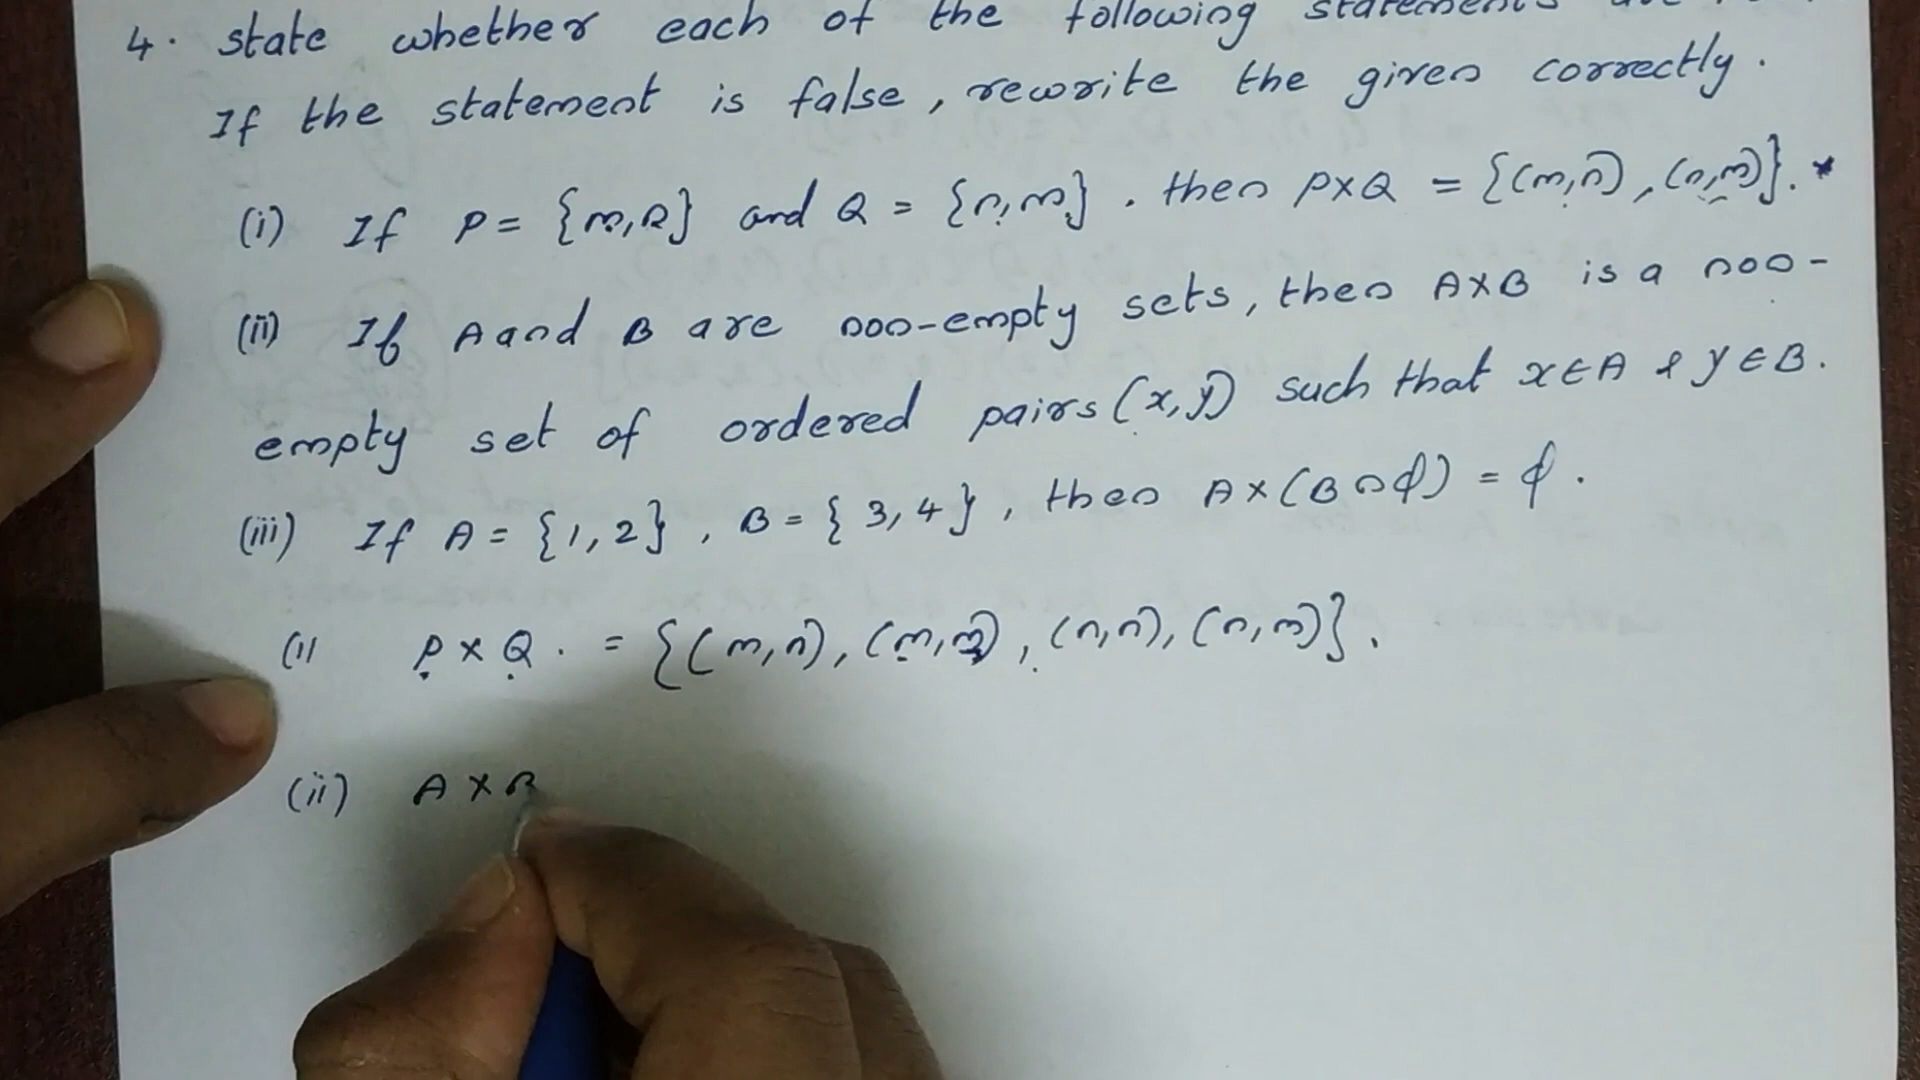 4. state whether each of the following statements
If the statement is false, rewrite the given correctly.
(i) If P = {m,n} and Q = {n,m}. then P×Q = {(m,n),(n,m)}.
(ii) If A and B are non-empty sets, then A×B is a non-
empty set of ordered pairs (x,y) such that x∈A & y∈B.
(iii) If A = {1,2}, B = {3,4}, then A×(B∩ϕ) = ϕ.
(i P×Q. = {(m,n),(m,m),(n,n),(n,m)}.
(ii) A×B